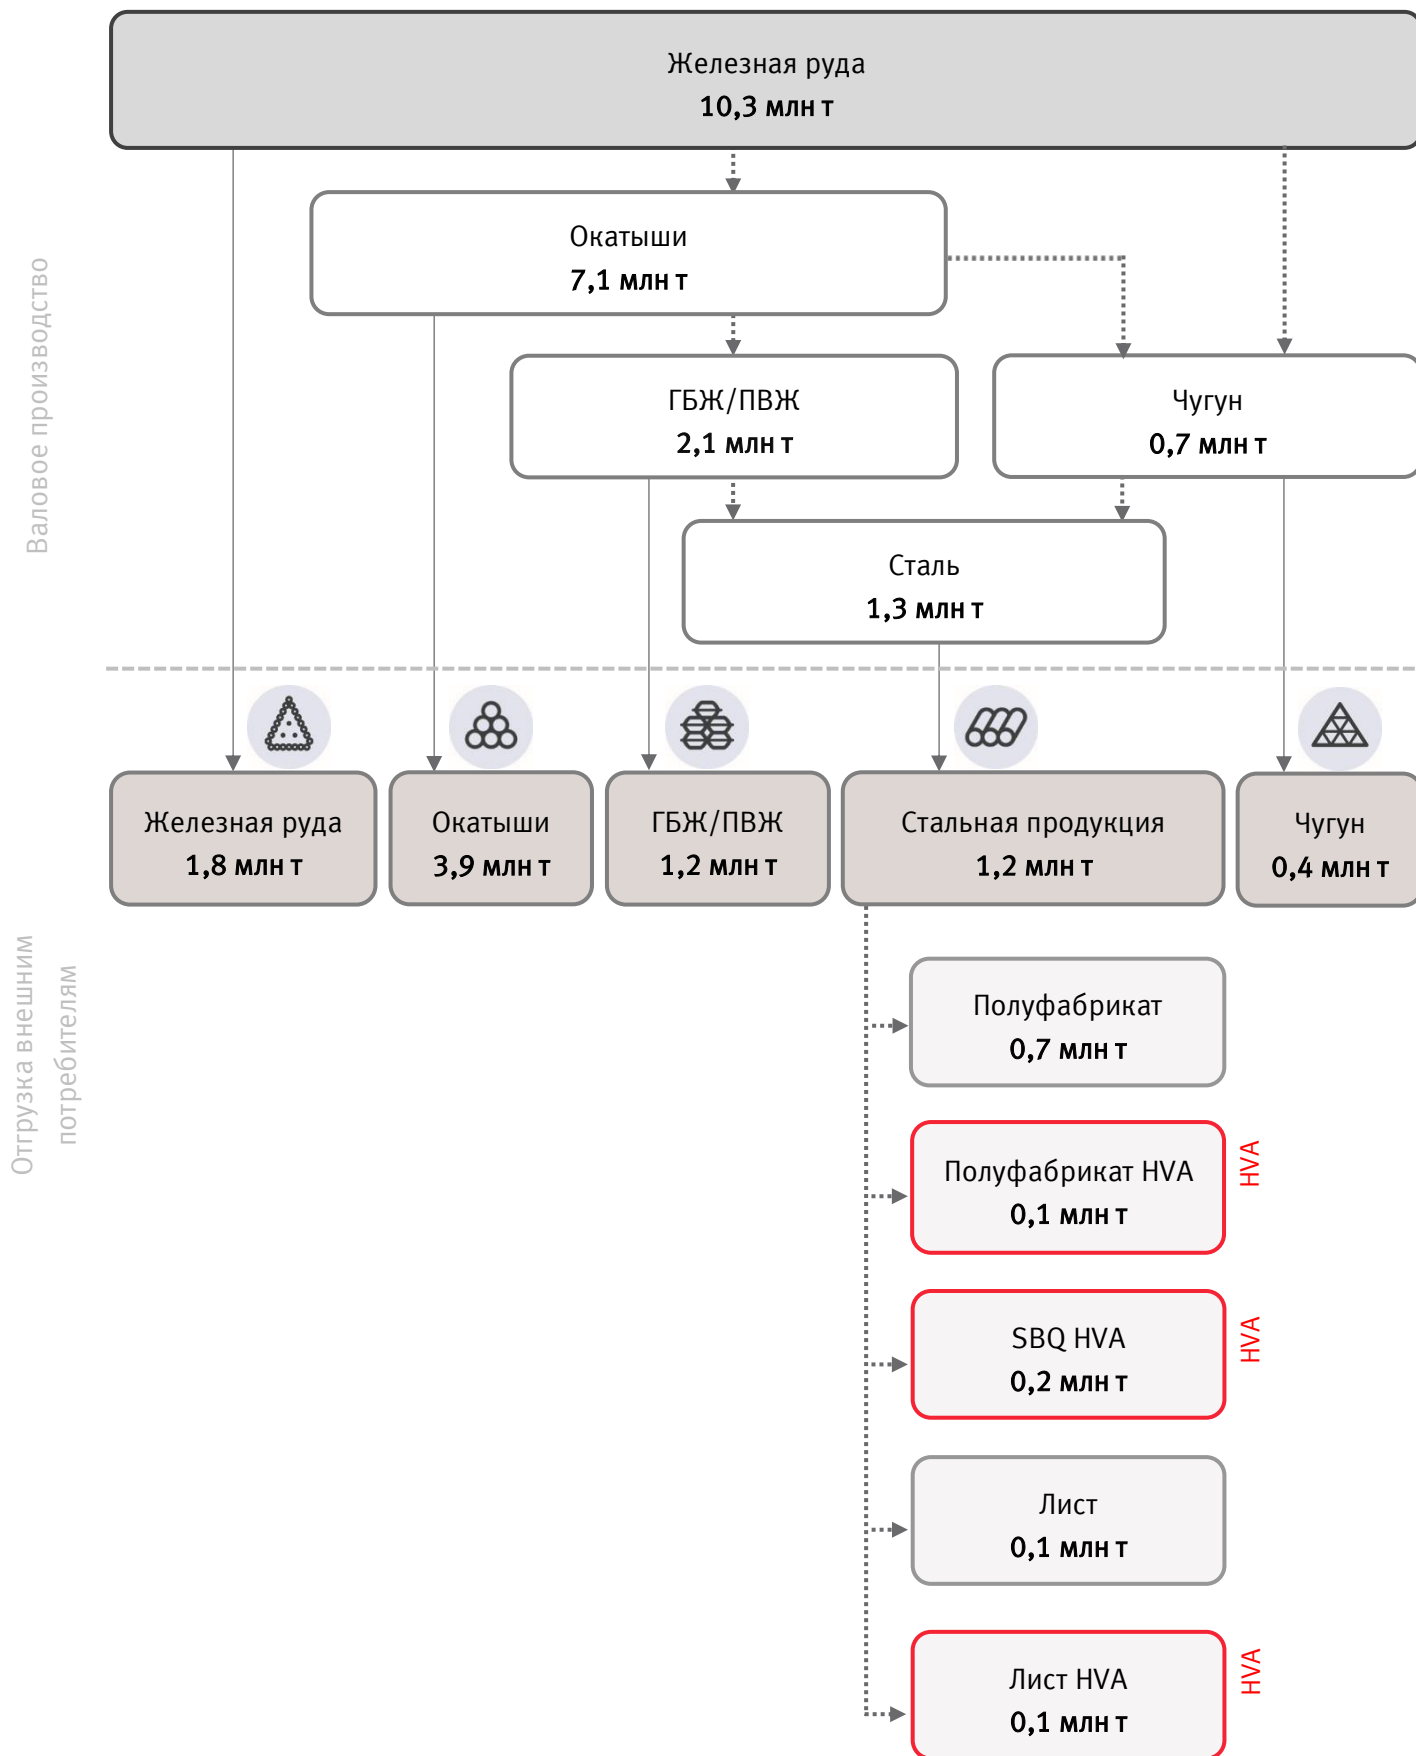 Валовое производство
Железная руда
10,3 млн т
Окатыши
7,1 млн т
ГБЖ/ПВЖ
2,1 млн т
Чугун
0,7 млн т
Сталь
1,3 млн т
Отгрузка внешним
потребителям
Железная руда
1,8 млн т
Окатыши
3,9 млн т
ГБЖ/ПВЖ
1,2 млн т
Стальная продукция
1,2 млн т
Чугун
0,4 млн т
Полуфабрикат
0,7 млн т
Полуфабрикат HVA
0,1 млн т
HVA
SBQ HVA
0,2 млн т
HVA
Лист
0,1 млн т
Лист HVA
0,1 млн т
HVA